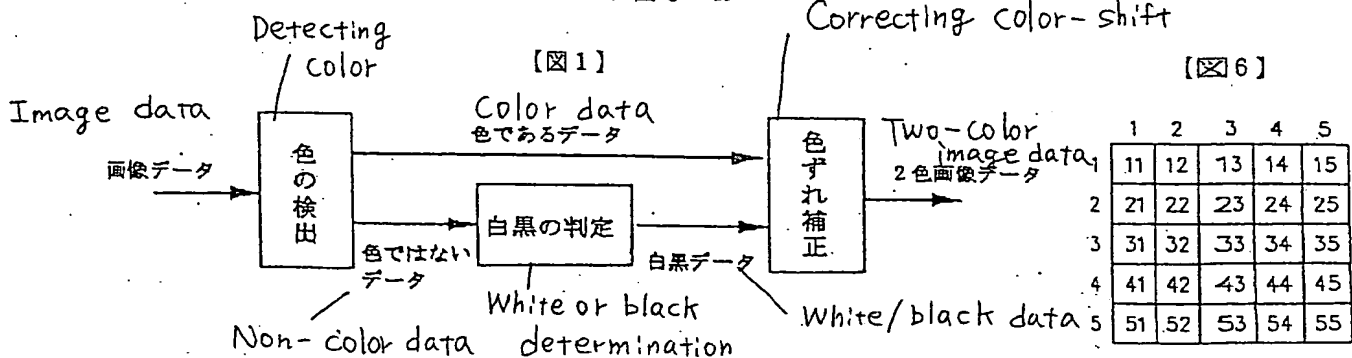 Correcting color-shift
Detecting
color
【図1】
【図6】
Image data
Color data
Two-color
image data
画像データ
色の検出
色であるデータ
色ずれ補正
2色画像データ
白黒の判定
色ではない
データ
白黒データ
Non-color data
White or black
determination
White/black data
1 2 3 4 5
1 11 12 13 14 15
2 21 22 23 24 25
3 31 32 33 34 35
4 41 42 43 44 45
5 51 52 53 54 55